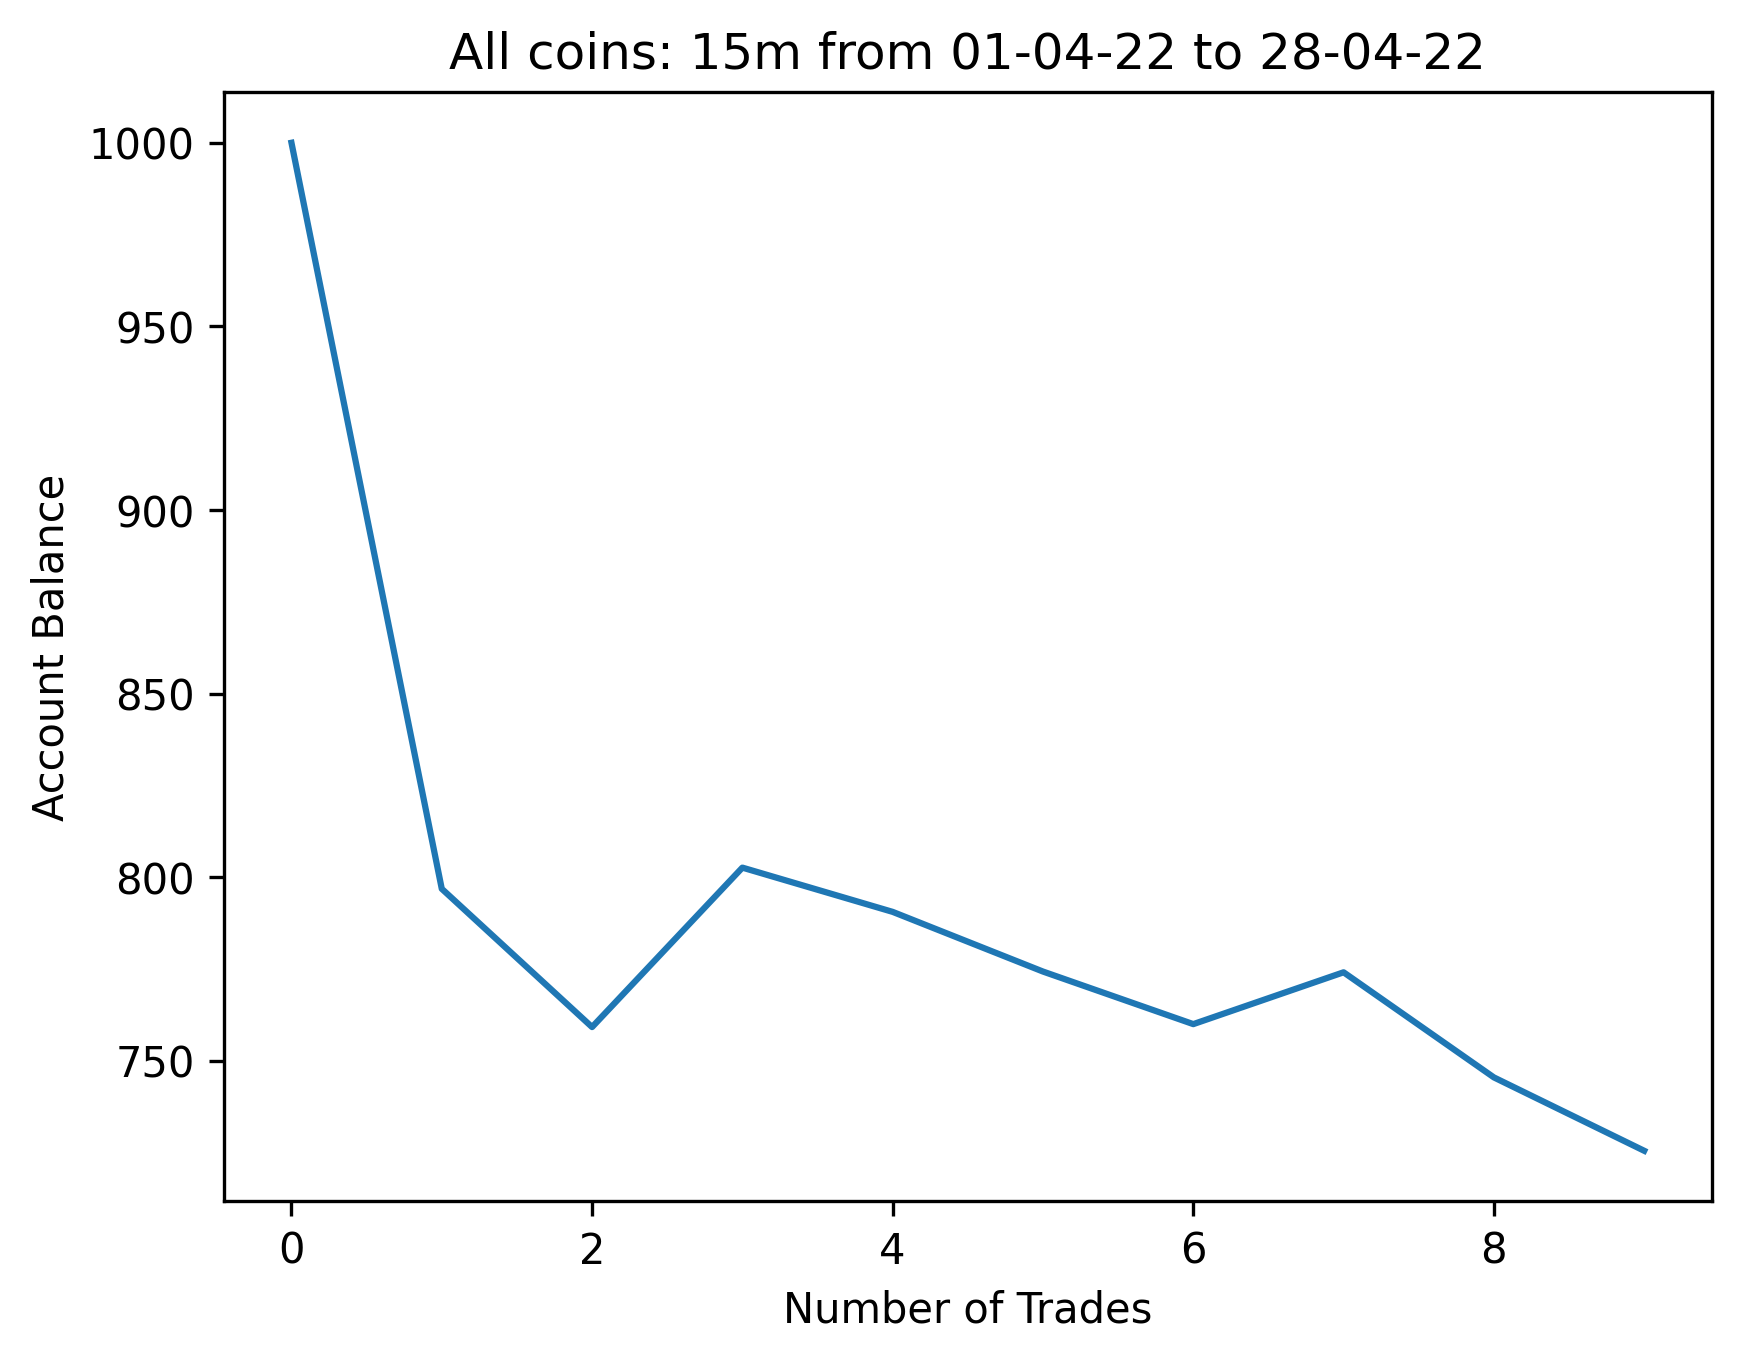 All coins: 15m from 01-04-22 to 28-04-22
Account Balance
1000
950
900
850
800
750
0 2 4 6 8
Number of Trades